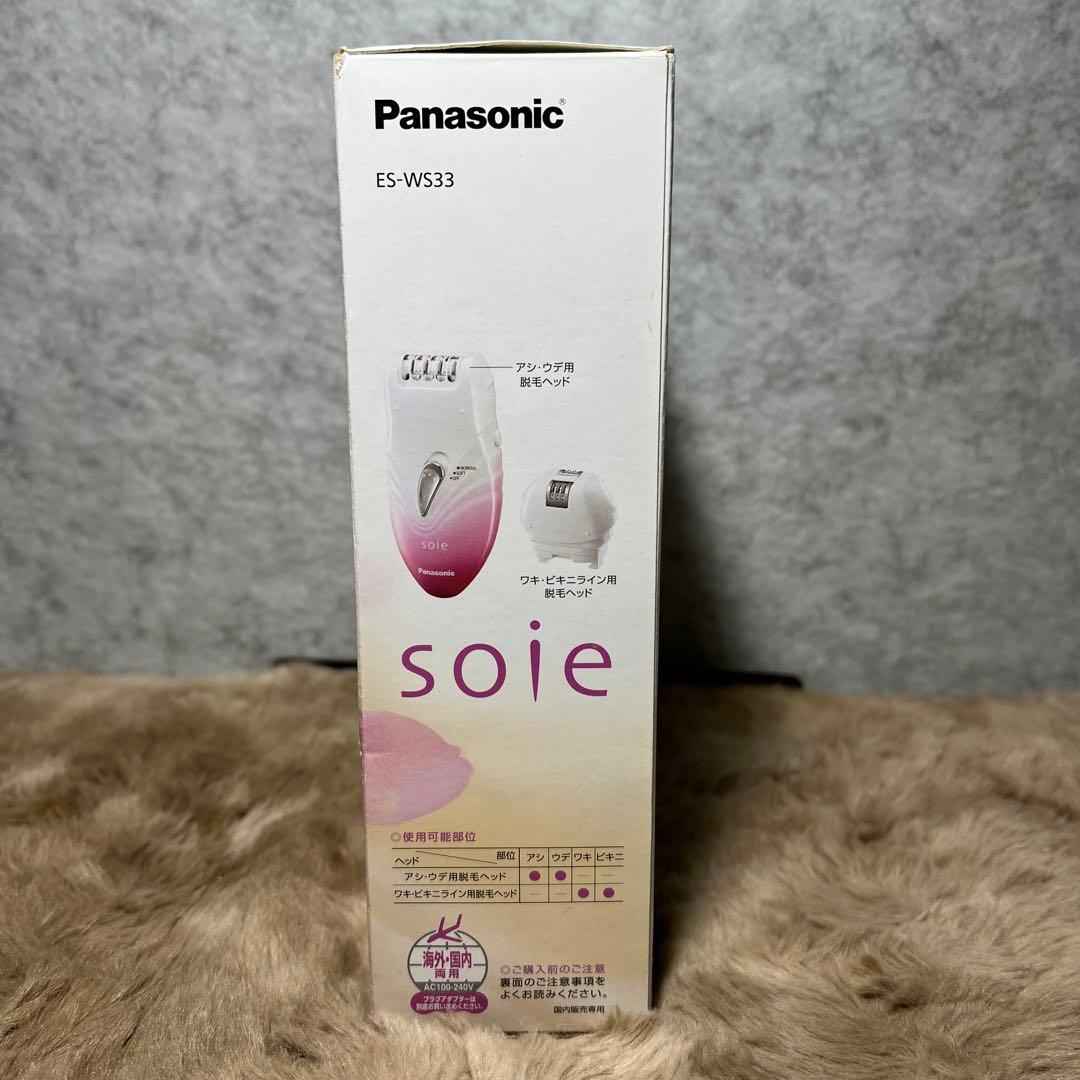 Panasonic®
ES-WS33
アシ・ウデ用
脱毛ヘッド
NORMAL
SOFT
OFF
soie
Panasonic
ワキ・ビキニライン用
脱毛ヘッド
soie
◎使用可能部位
ヘッド 部位 アシ ウデ ワキ ビキニ
アシ・ウデ用脱毛ヘッド ● ● — —
ワキ・ビキニライン用脱毛ヘッド — — ● ●
海外・国内
両用
AC100-240V
プラグアダプターは
別途お買い求めください。
◎ご購入前のご注意
裏面のご注意事項を
よくお読みください。
国内販売専用